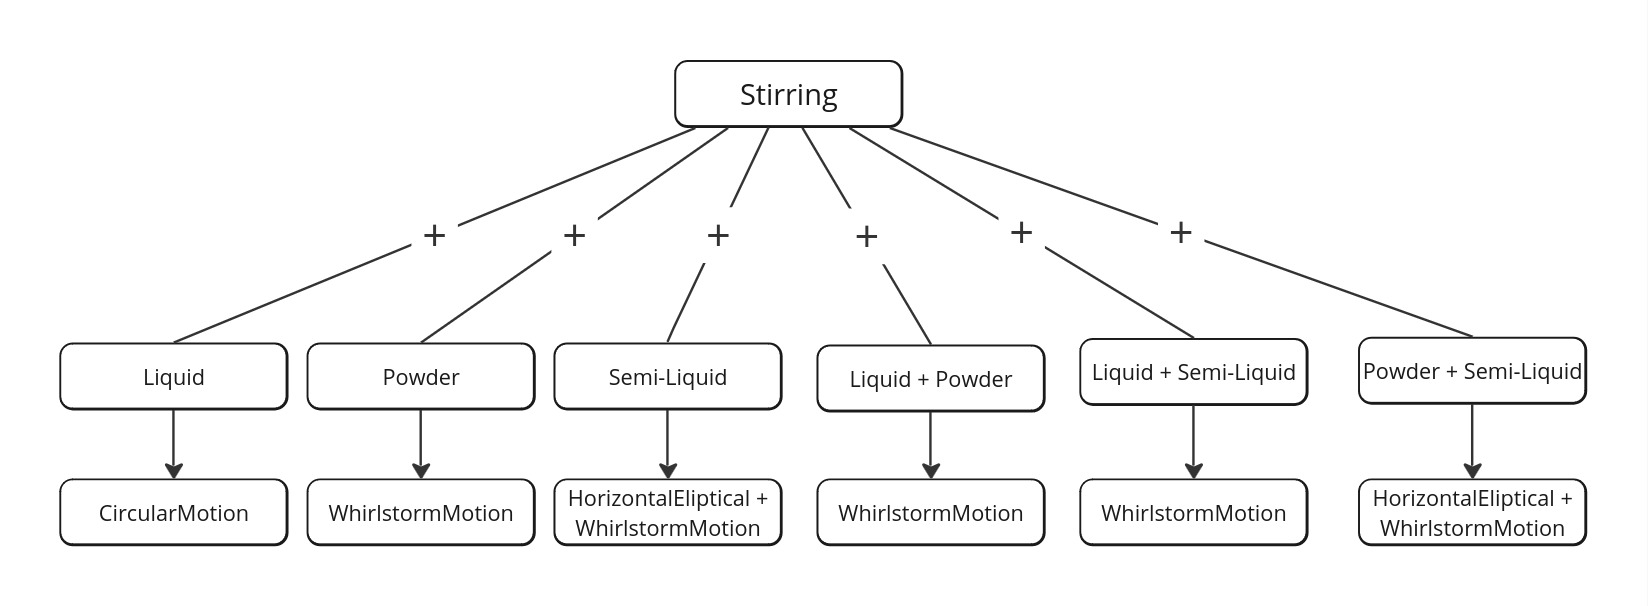 Stirring
+ + + + + +
Liquid
Powder
Semi-Liquid
Liquid + Powder
Liquid + Semi-Liquid
Powder + Semi-Liquid
CircularMotion
WhirlstormMotion
HorizontalEliptical +
WhirlstormMotion
WhirlstormMotion
WhirlstormMotion
HorizontalEliptical +
WhirlstormMotion